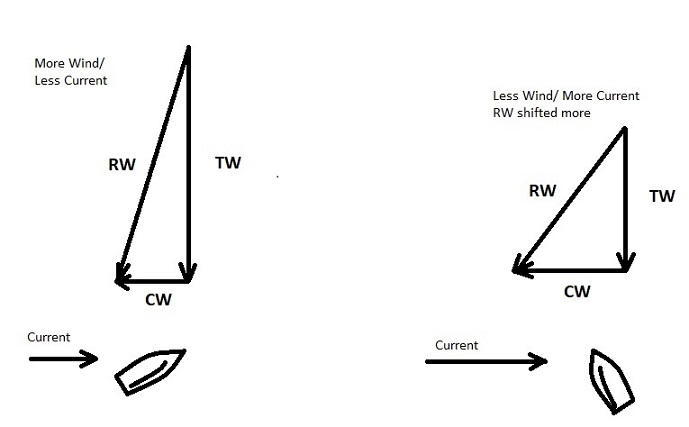 More Wind/
Less Current
RW
TW
CW
Current
Less Wind/ More Current
RW shifted more
RW
TW
CW
Current